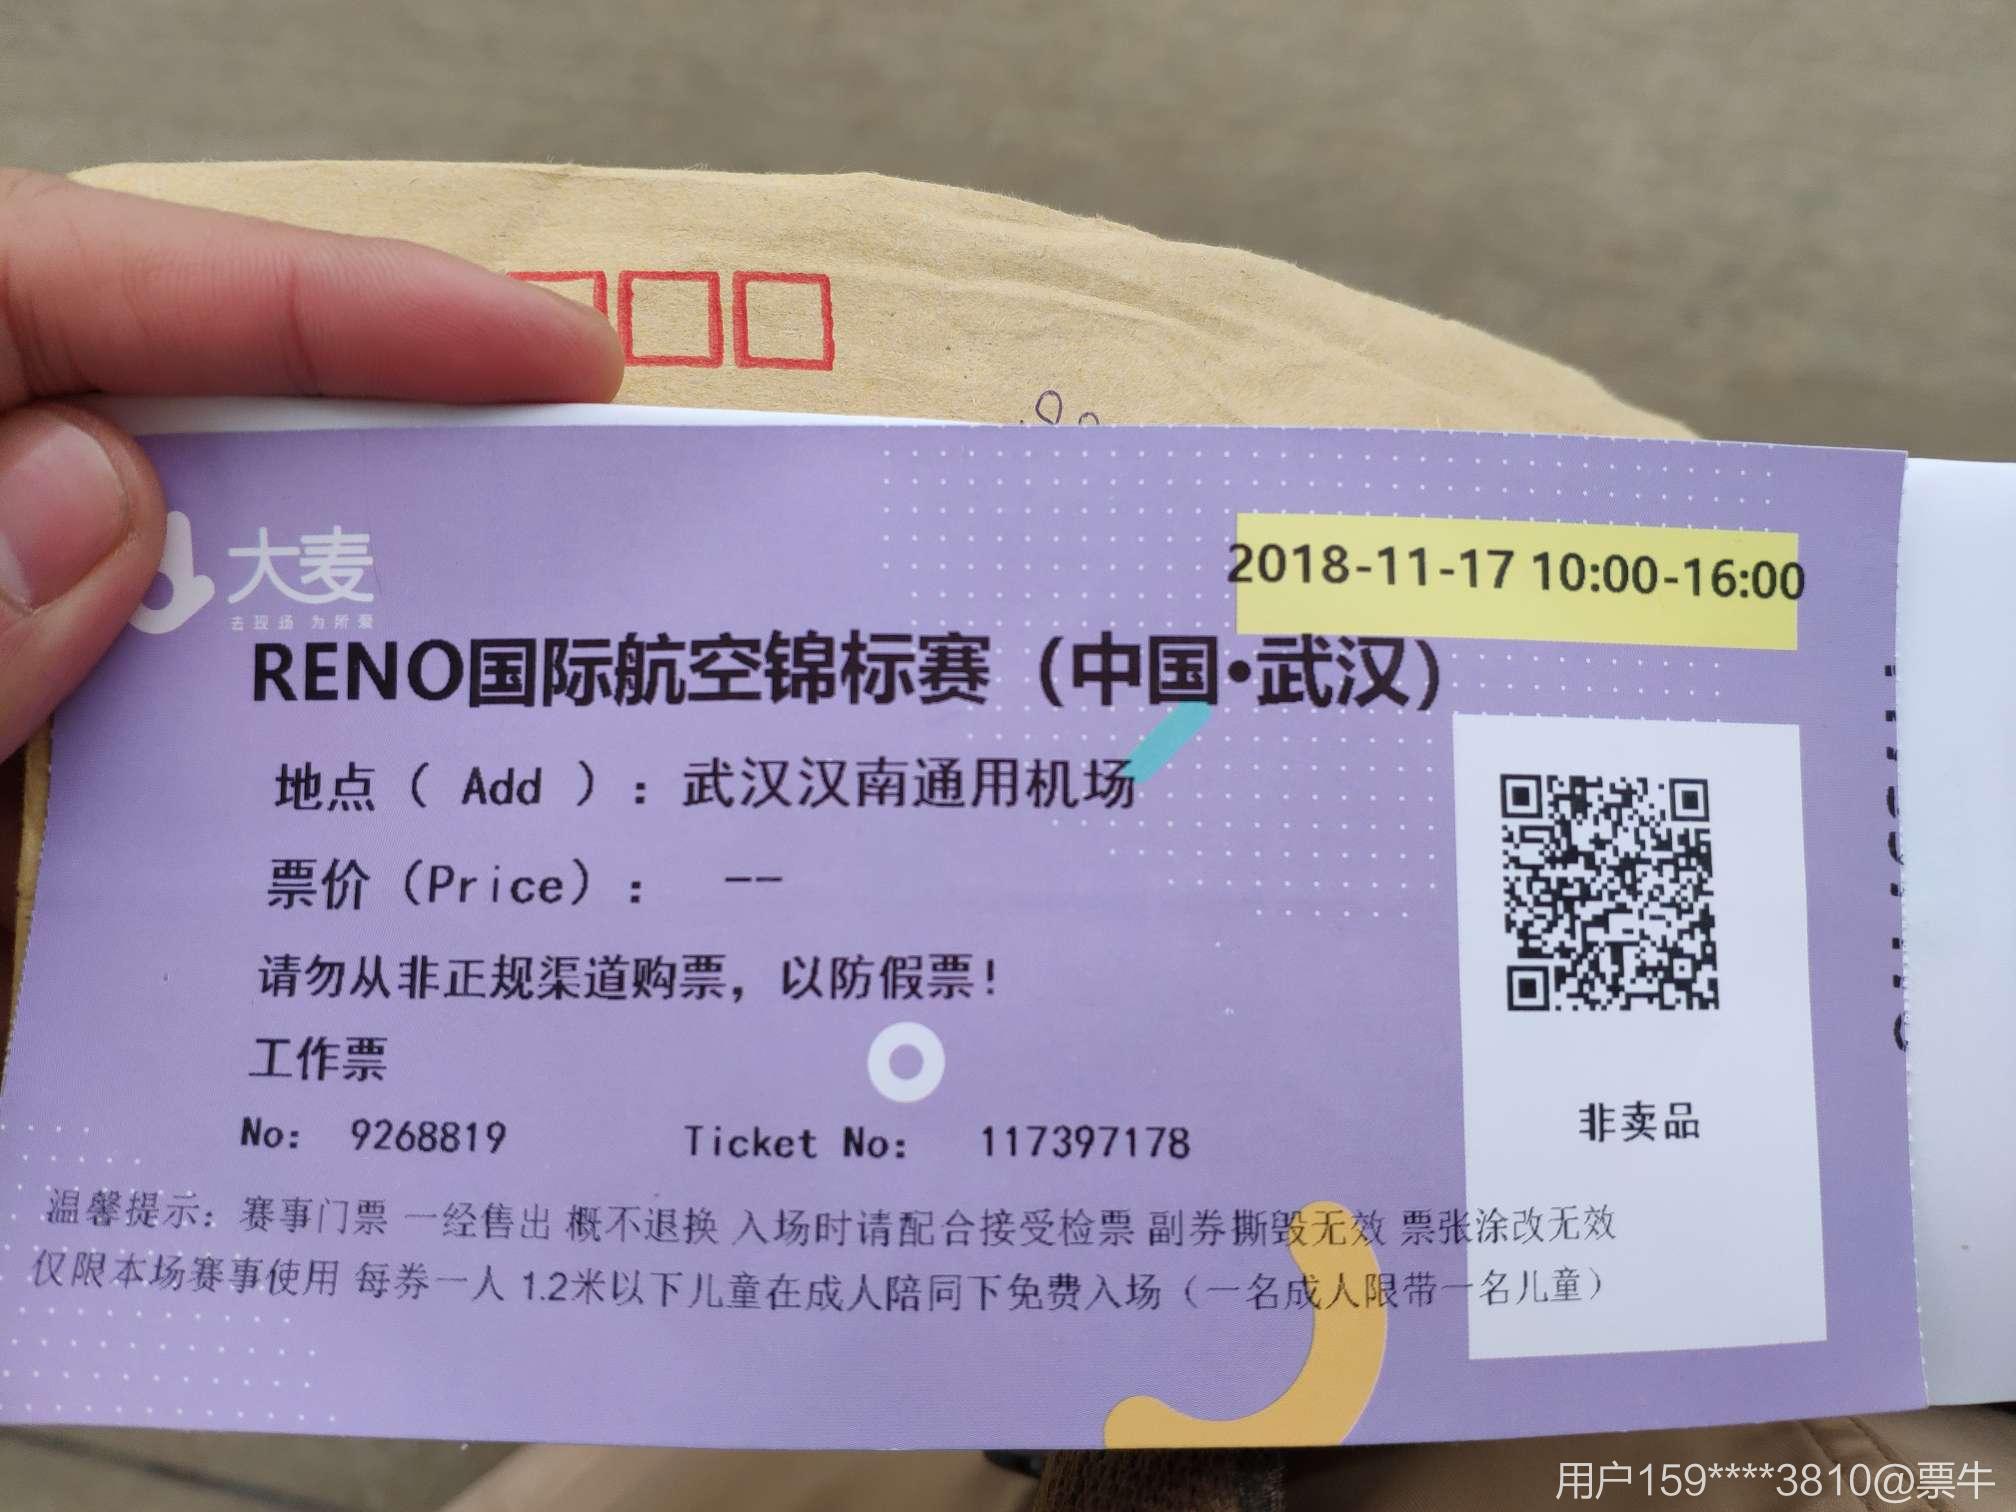 大麦
去现场 为所爱
2018-11-17 10:00-16:00
RENO国际航空锦标赛（中国·武汉）
地点（ Add ）：武汉汉南通用机场
票价（Price）： --
请勿从非正规渠道购票，以防假票！
工作票
No: 9268819 Ticket No: 117397178
非卖品
温馨提示：赛事门票 一经售出 概不退换 入场时请配合接受检票 副券撕毁无效 票张涂改无效
仅限本场赛事使用 每券一人 1.2米以下儿童在成人陪同下免费入场（一名成人限带一名儿童）
用户159****3810@票牛